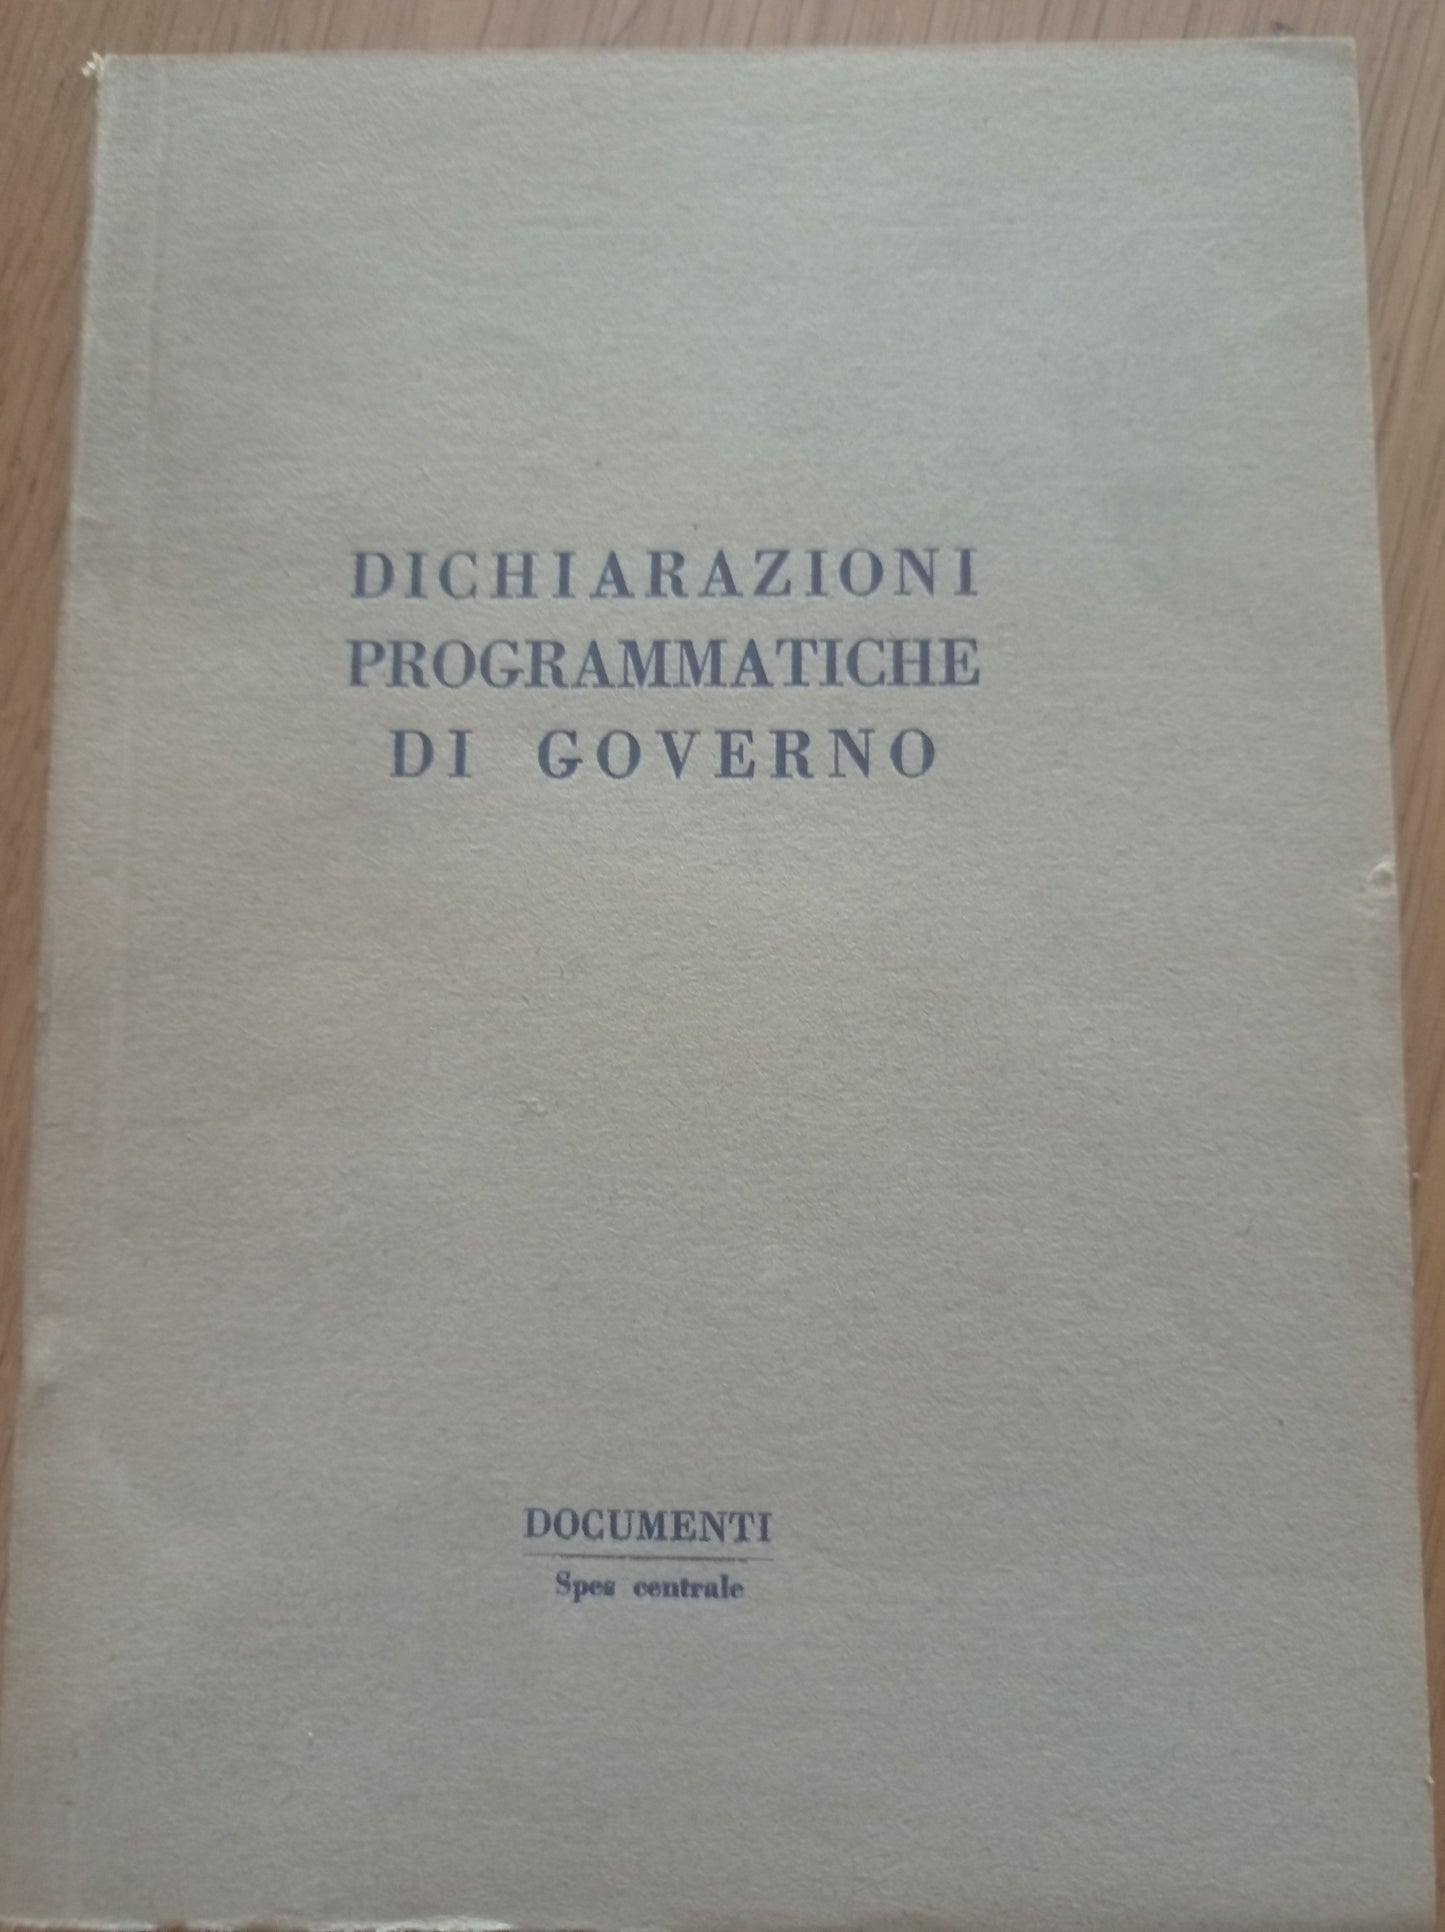 DICHIARAZIONI
PROGRAMMATICHE
DI GOVERNO
DOCUMENTI
Spes centrale